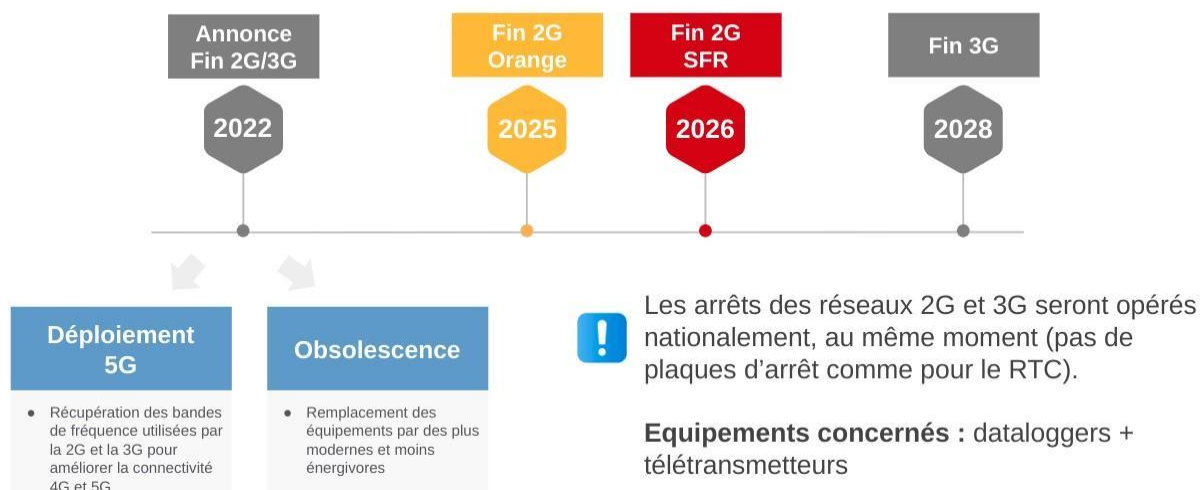 Annonce
Fin 2G/3G
Fin 2G
Orange
Fin 2G
SFR
Fin 3G
2022
2025
2026
2028
Déploiement
5G
Obsolescence
• Récupération des bandes
de fréquence utilisées par
la 2G et la 3G pour
améliorer la connectivité
4G et 5G
• Remplacement des
équipements par des plus
modernes et moins
énergivores
!
Les arrêts des réseaux 2G et 3G seront opérés
nationalement, au même moment (pas de
plaques d’arrêt comme pour le RTC).
Equipements concernés : dataloggers +
télétransmetteurs